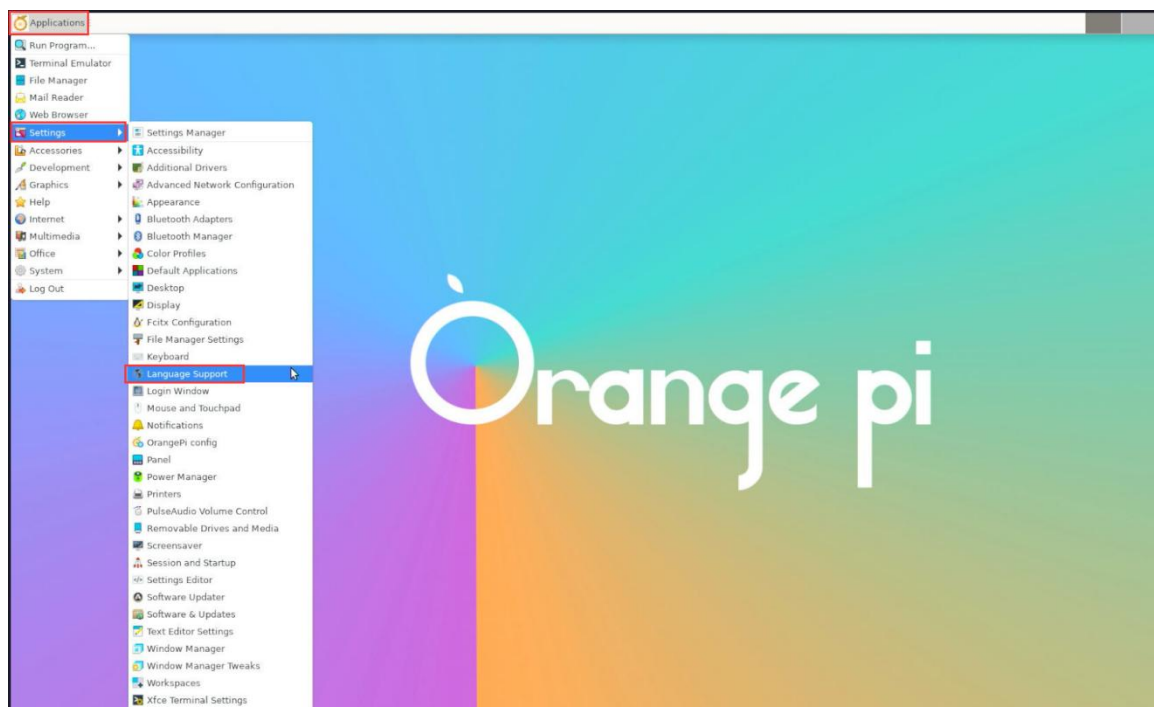 Applications
Run Program...
Terminal Emulator
File Manager
Mail Reader
Web Browser
Settings
Accessories
Development
Graphics
Help
Internet
Multimedia
Office
System
Log Out
Settings Manager
Accessibility
Additional Drivers
Advanced Network Configuration
Appearance
Bluetooth Adapters
Bluetooth Manager
Color Profiles
Default Applications
Desktop
Display
Fcitx Configuration
File Manager Settings
Keyboard
Language Support
Login Window
Mouse and Touchpad
Notifications
OrangePi config
Panel
Power Manager
Printers
PulseAudio Volume Control
Removable Drives and Media
Screensaver
Session and Startup
Settings Editor
Software Updater
Software & Updates
Text Editor Settings
Window Manager
Window Manager Tweaks
Workspaces
Xfce Terminal Settings
Orange pi